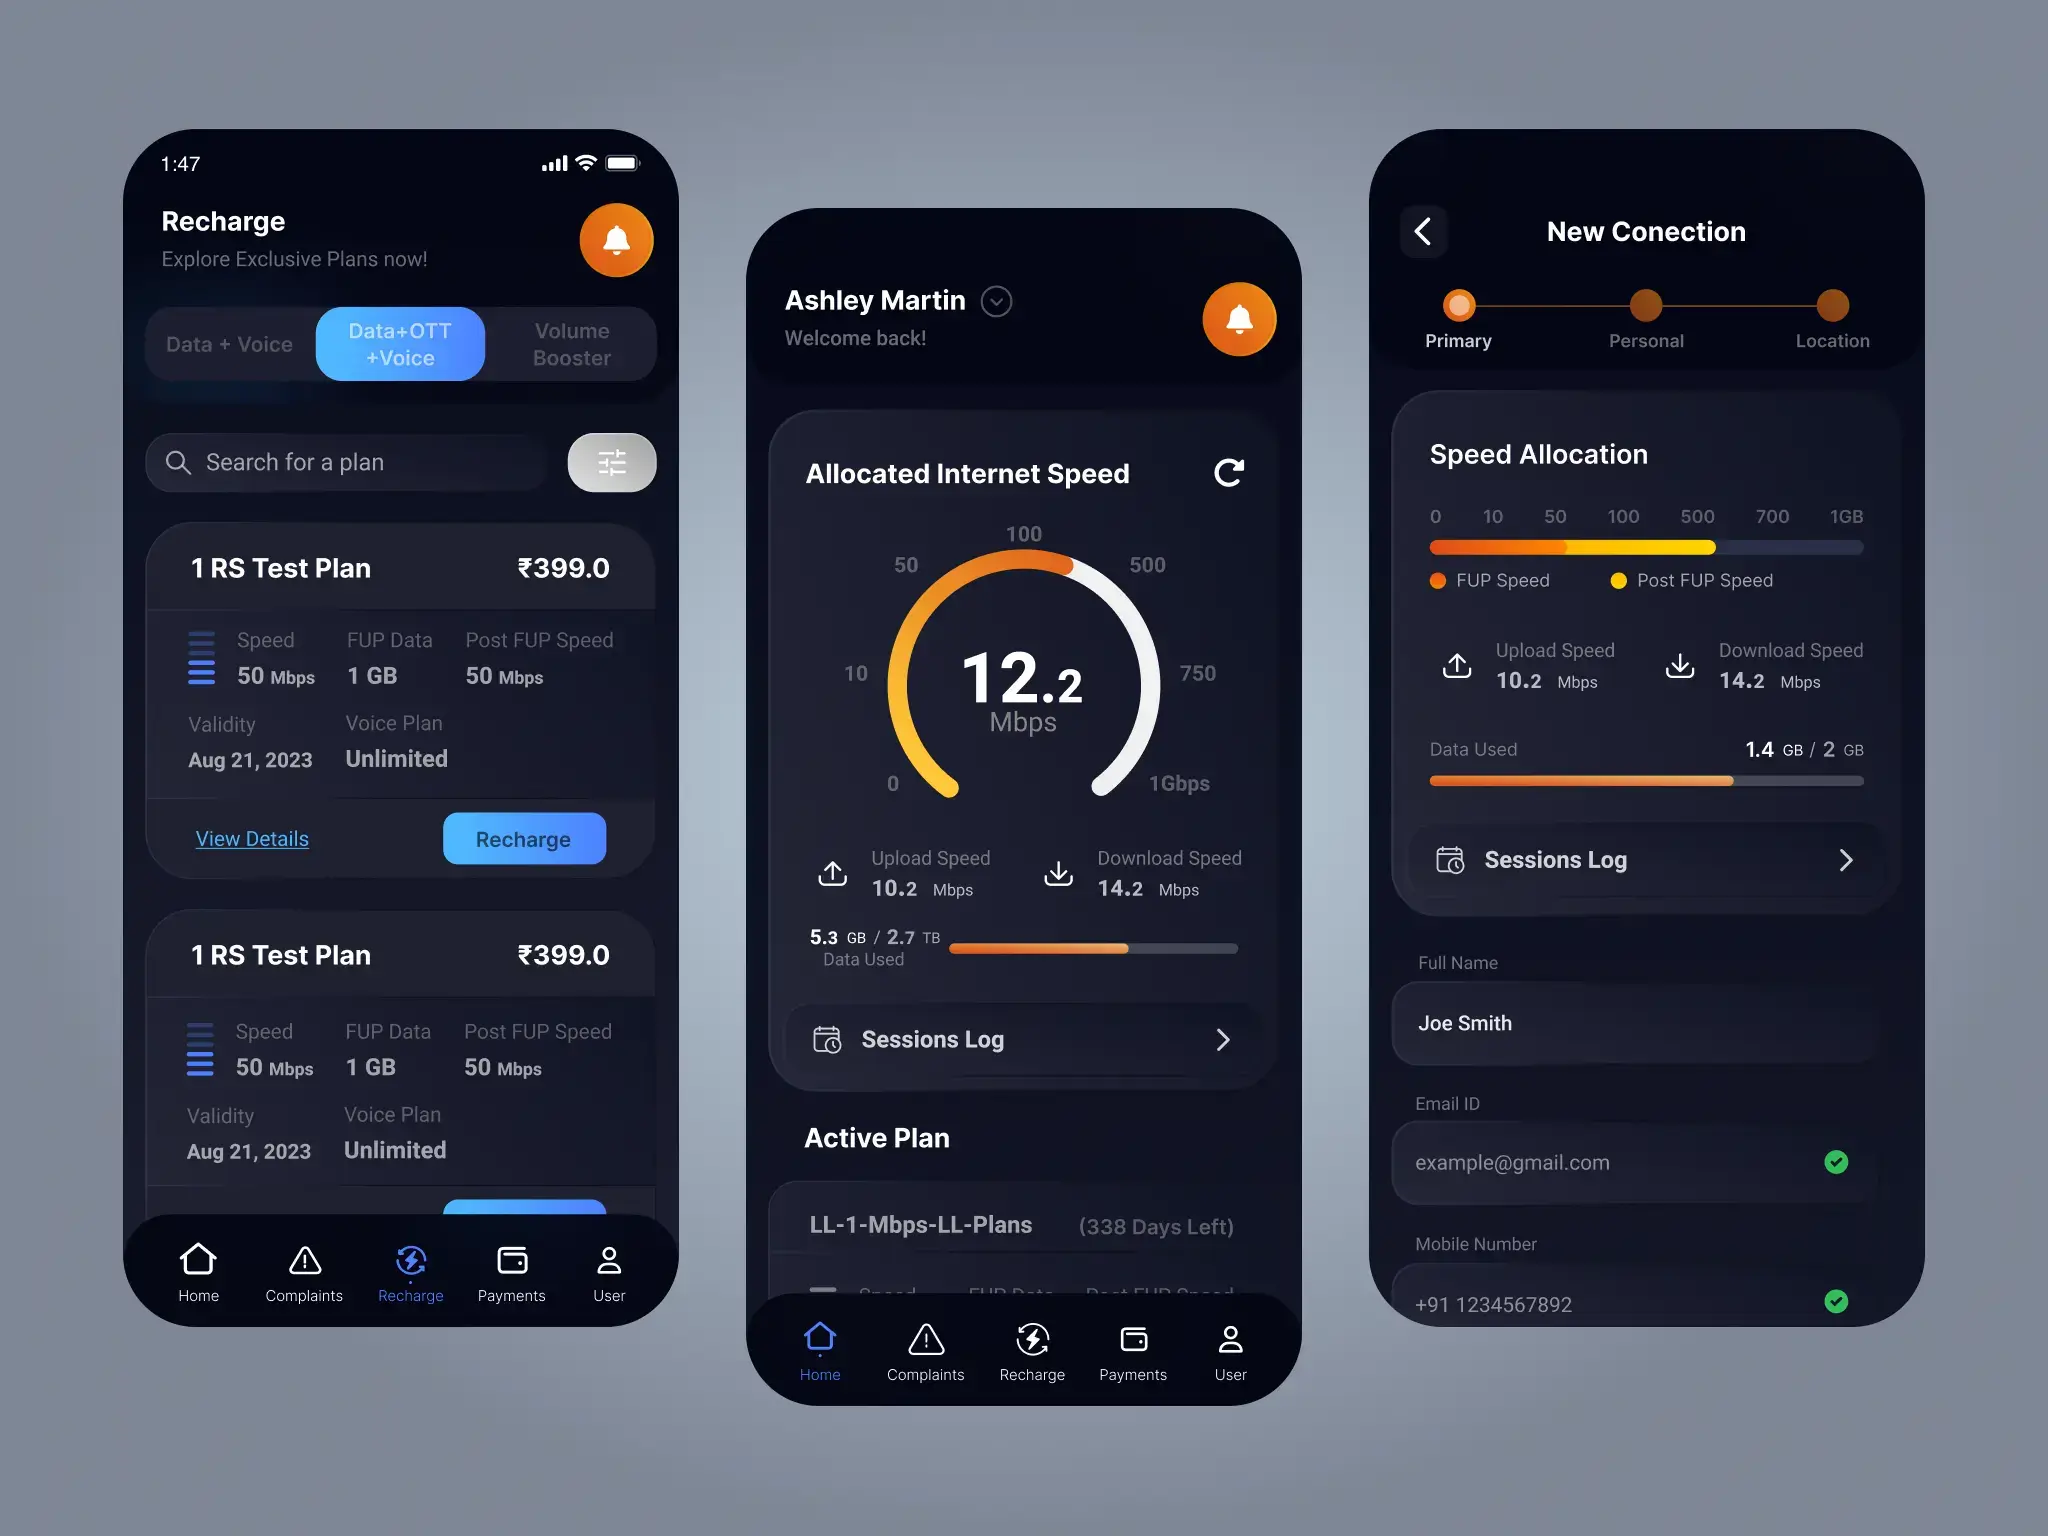 1:47
Recharge
Explore Exclusive Plans now!
Data + Voice
Data+OTT
+Voice
Volume
Booster
Search for a plan
1 RS Test Plan ₹399.0
Speed FUP Data Post FUP Speed
50 Mbps 1 GB 50 Mbps
Validity Voice Plan
Aug 21, 2023 Unlimited
View Details Recharge
1 RS Test Plan ₹399.0
Speed FUP Data Post FUP Speed
50 Mbps 1 GB 50 Mbps
Validity Voice Plan
Aug 21, 2023 Unlimited
Home Complaints Recharge Payments User
Ashley Martin
Welcome back!
Allocated Internet Speed
100
50 500
10 750
12.2
Mbps
0 1Gbps
Upload Speed Download Speed
10.2 Mbps 14.2 Mbps
5.3 GB / 2.7 TB
Data Used
Sessions Log
Active Plan
LL-1-Mbps-LL-Plans (338 Days Left)
Speed FUP Data Post FUP Speed
Home Complaints Recharge Payments User
New Conection
Primary Personal Location
Speed Allocation
0 10 50 100 500 700 1GB
FUP Speed Post FUP Speed
Upload Speed Download Speed
10.2 Mbps 14.2 Mbps
Data Used 1.4 GB / 2 GB
Sessions Log
Full Name
Joe Smith
Email ID
example@gmail.com
Mobile Number
+91 1234567892